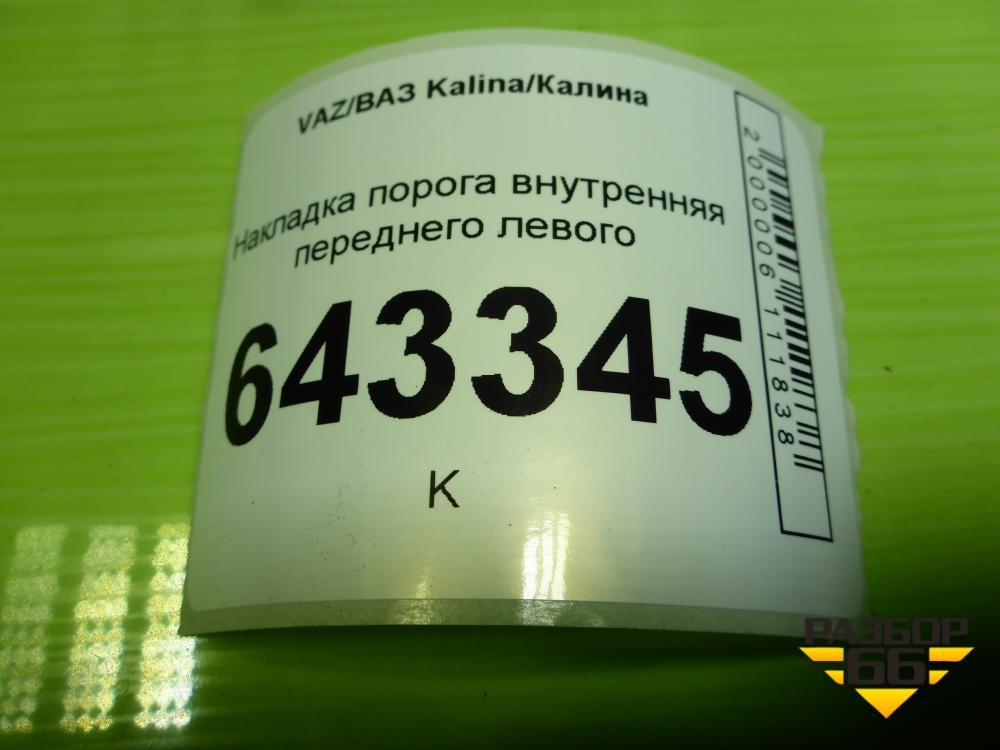 VAZ/ВАЗ Kalina/Калина
Накладка порога внутренняя
переднего левого
643345
К
2000006111838
РАЗБОР
66